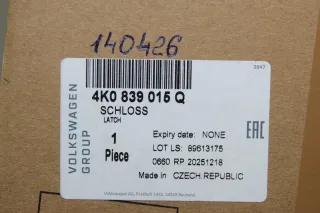 140426
3947
4K0 839 015 Q
SCHLOSS
LATCH
VOLKSWAGEN
GROUP
1
Piece
Expiry date: NONE
LOT LS: 89613175
0660 RP 20251218
Made in CZECH.REPUBLIC
EAC